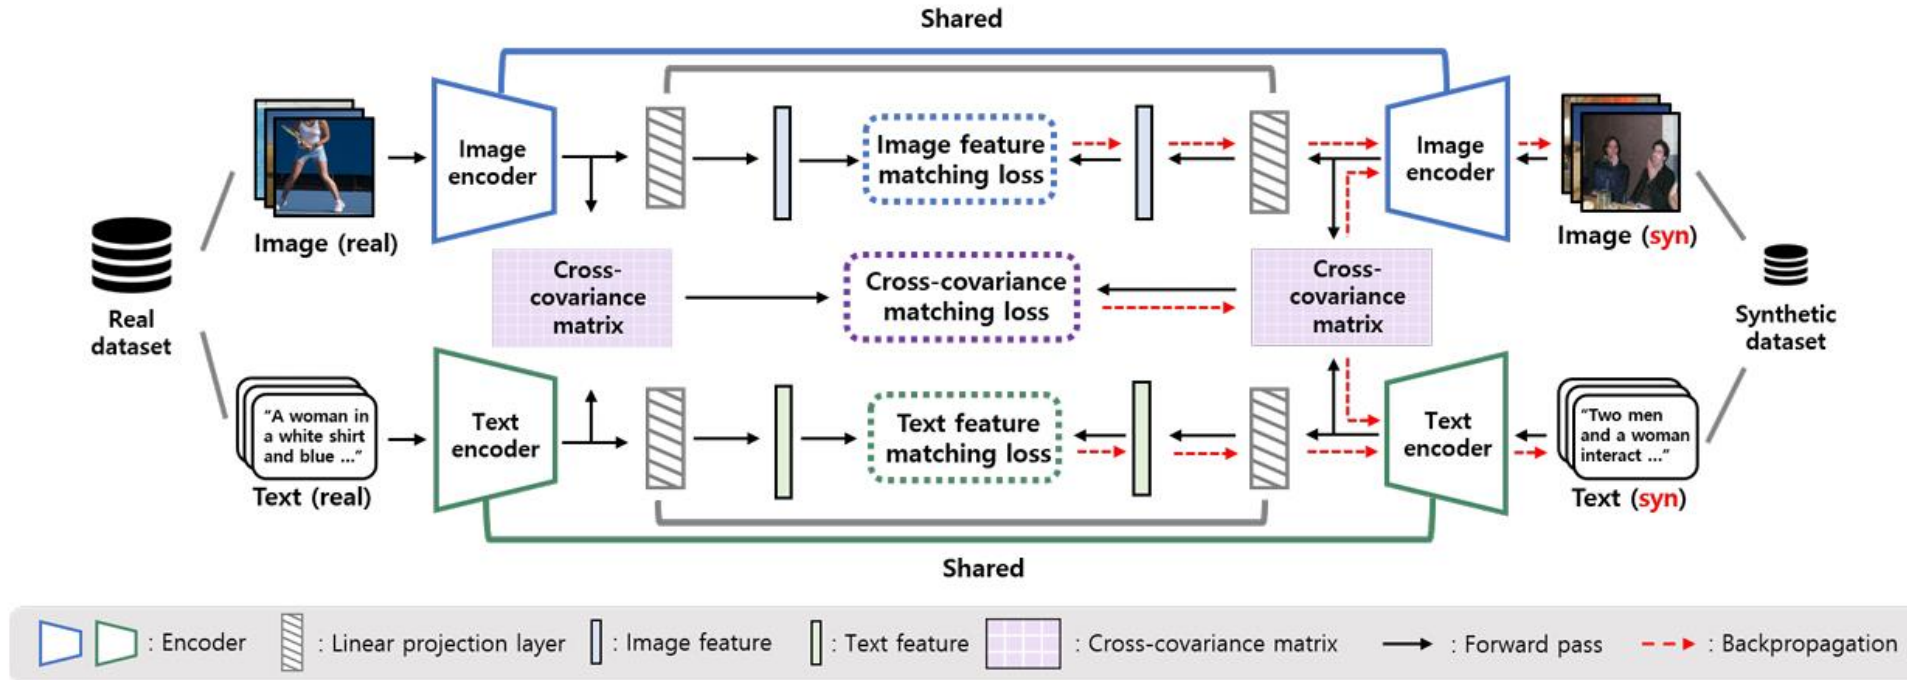 Shared
Image
encoder
Image feature
matching loss
Image
encoder
Image (real)
Image (syn)
Real
dataset
Cross-
covariance
matrix
Cross-covariance
matching loss
Cross-
covariance
matrix
Synthetic
dataset
"A woman in
a white shirt
and blue ..."
Text (real)
Text
encoder
Text feature
matching loss
Text
encoder
"Two men
and a woman
interact ..."
Text (syn)
Shared
: Encoder
: Linear projection layer
: Image feature
: Text feature
: Cross-covariance matrix
: Forward pass
: Backpropagation